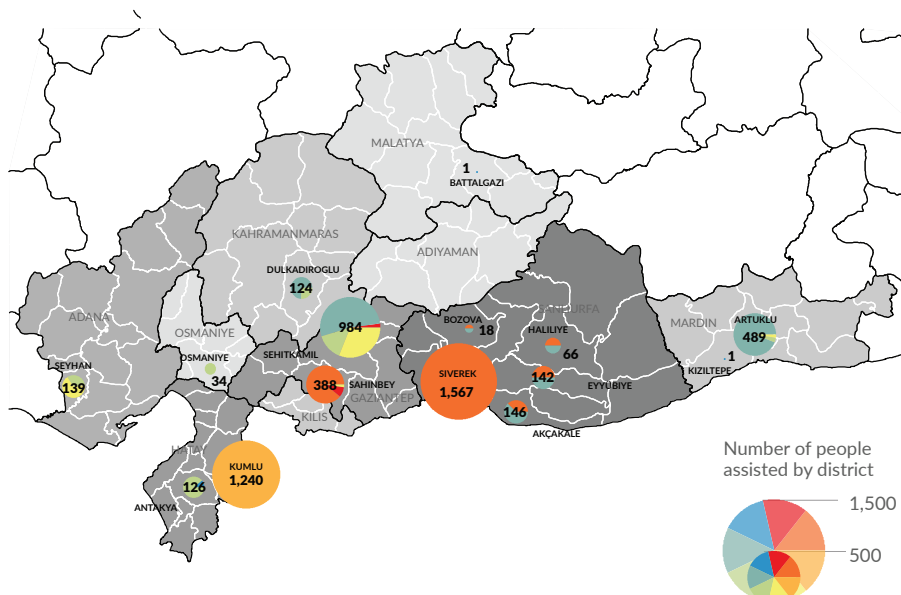 MALATYA
1
BATTALGAZI
KAHRAMANMARAS
ADIYAMAN
DULKADIROGLU
124
SANLIURFA
ADANA
OSMANIYE
984
BOZOVA
18
HALILIYE
66
MARDIN
ARTUKLU
489
1
KIZILTEPE
SEYHAN
139
OSMANIYE
34
SEHITKAMIL
388
SAHINBEY
GAZIANTEP
KILIS
SIVEREK
1,567
142
EYYUBIYE
146
AKÇAKALE
HATAY
KUMLU
1,240
126
ANTAKYA
Number of people
assisted by district
1,500
500